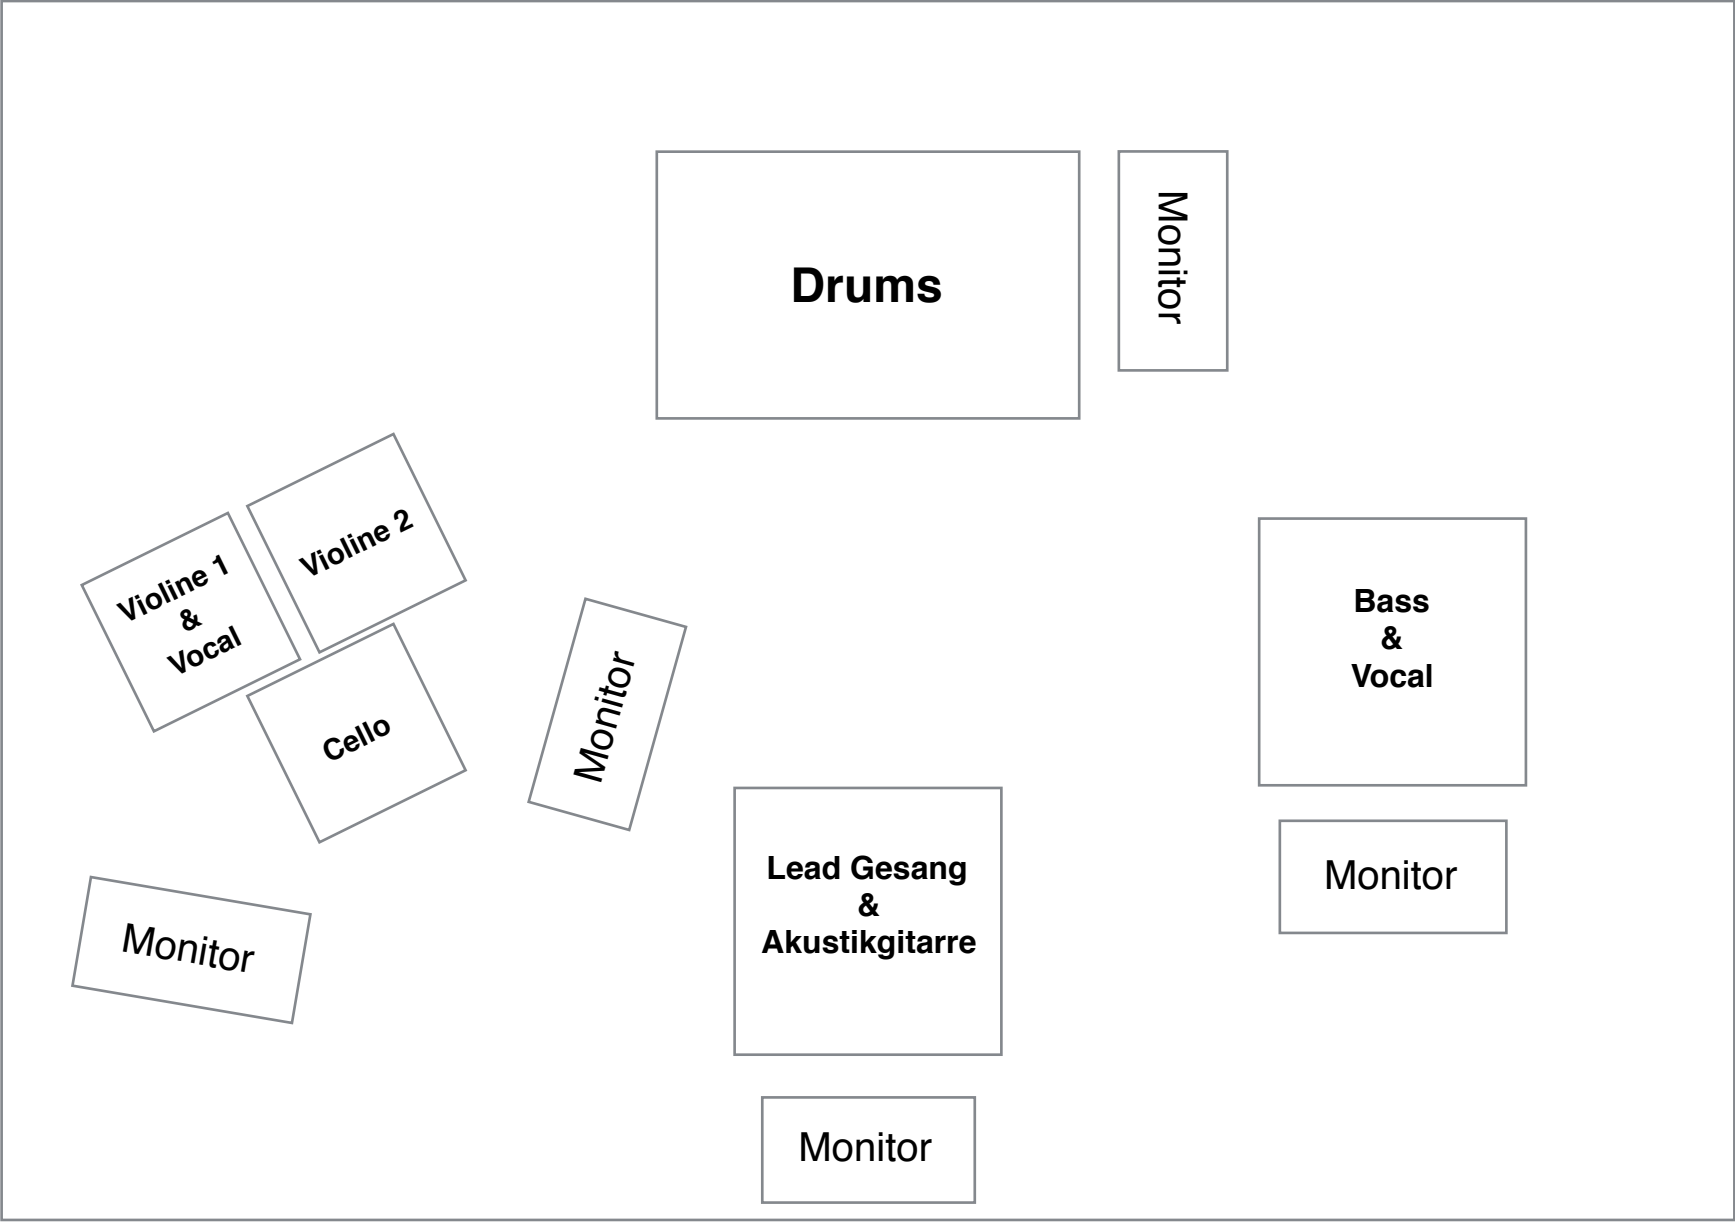 Drums
Monitor
Violine 2
Violine 1
&
Vocal
Cello
Monitor
Bass
&
Vocal
Monitor
Lead Gesang
&
Akustikgitarre
Monitor
Monitor